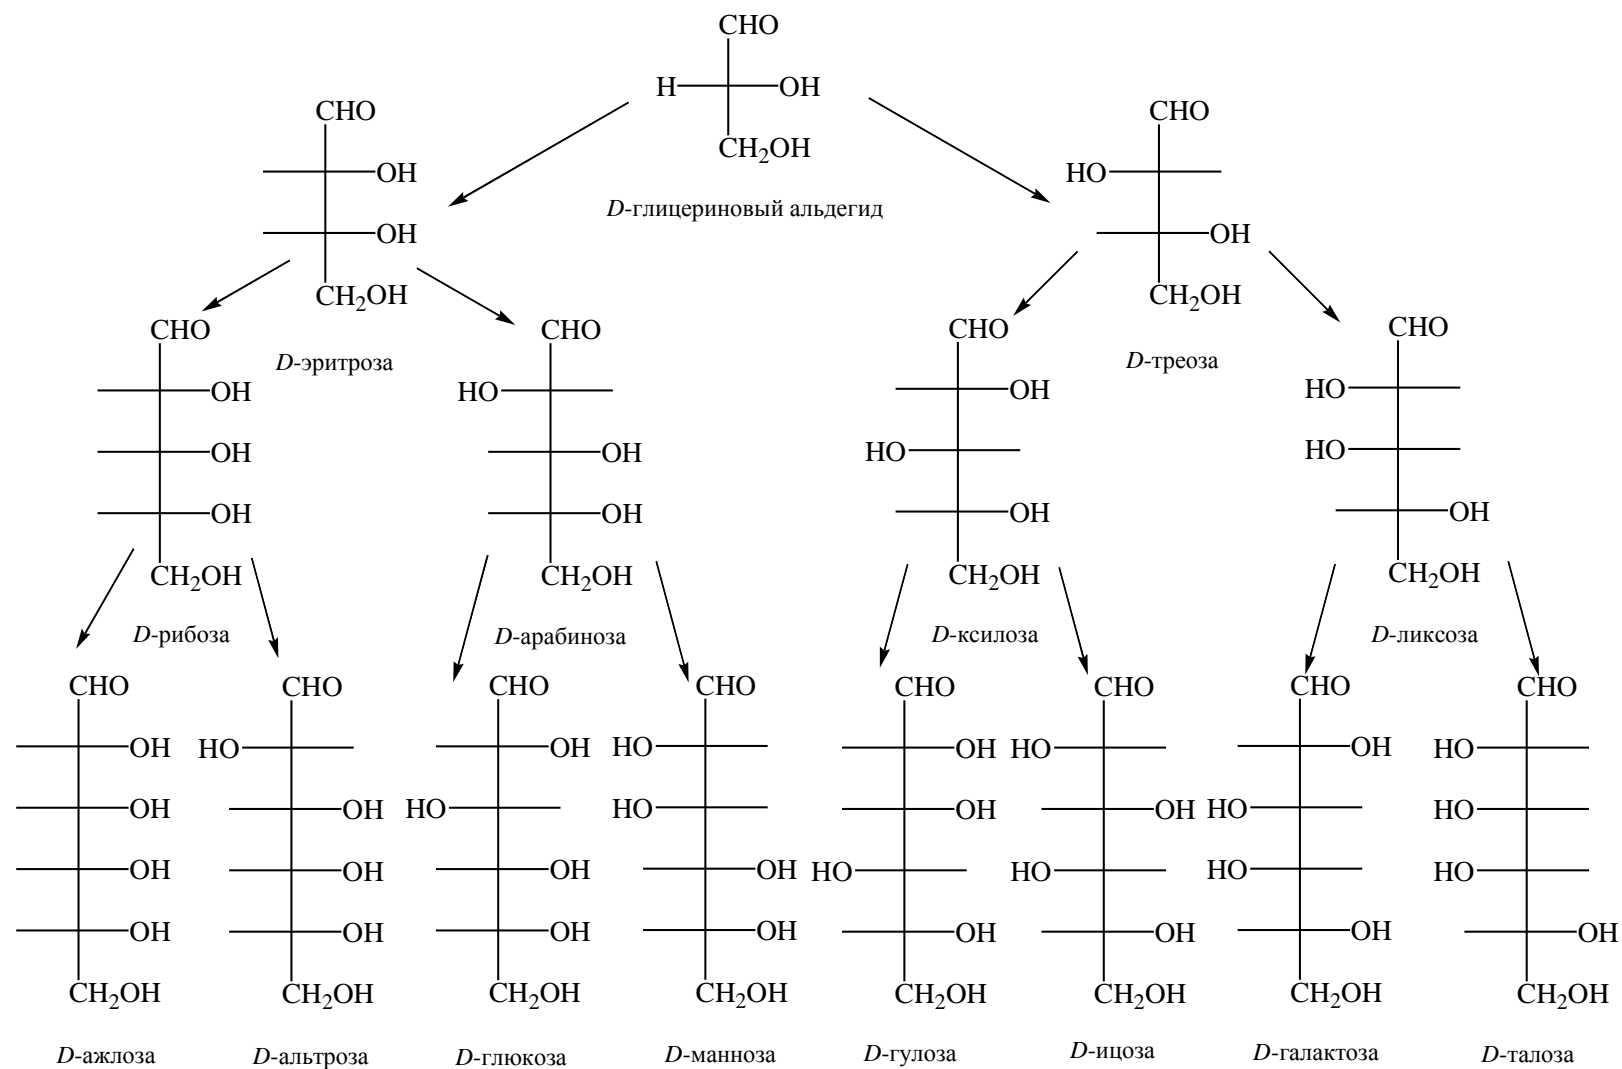 CHO
H OH
CH₂OH
D-глицериновый альдегид
CHO
OH
OH
CH₂OH
D-эритроза
CHO
HO
OH
CH₂OH
D-треоза
CHO
OH
OH
OH
CH₂OH
D-рибоза
CHO
HO
OH
OH
CH₂OH
D-арабиноза
CHO
OH
HO
OH
CH₂OH
D-ксилоза
CHO
HO
HO
OH
CH₂OH
D-ликсоза
CHO
OH
OH
OH
OH
CH₂OH
D-ажлоза
CHO
HO
OH
OH
OH
CH₂OH
D-альтроза
CHO
OH
HO
OH
OH
CH₂OH
D-глюкоза
CHO
HO
HO
OH
OH
CH₂OH
D-манноза
CHO
OH
OH
HO
OH
CH₂OH
D-гулоза
CHO
HO
OH
HO
OH
CH₂OH
D-ицоза
CHO
OH
HO
HO
OH
CH₂OH
D-галактоза
CHO
HO
HO
HO
OH
CH₂OH
D-талоза